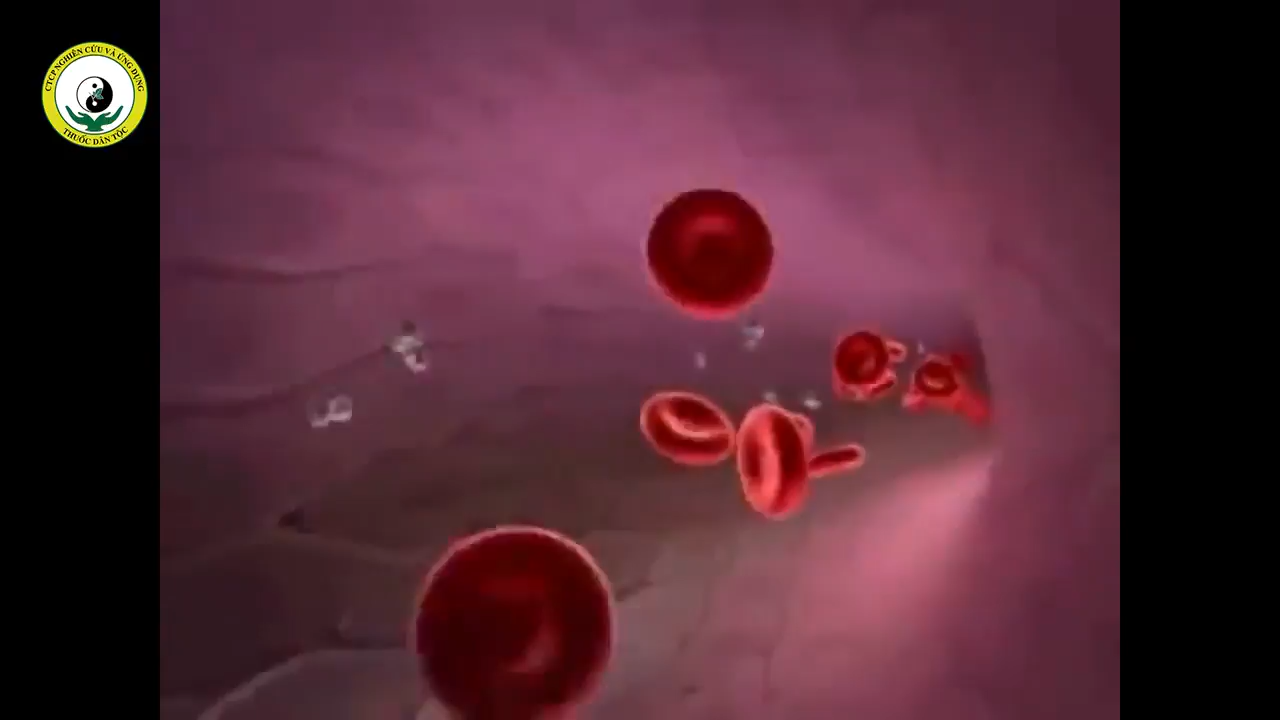 CTCP NGHIÊN CỨU VÀ ỨNG DỤNG
THUỐC DÂN TỘC